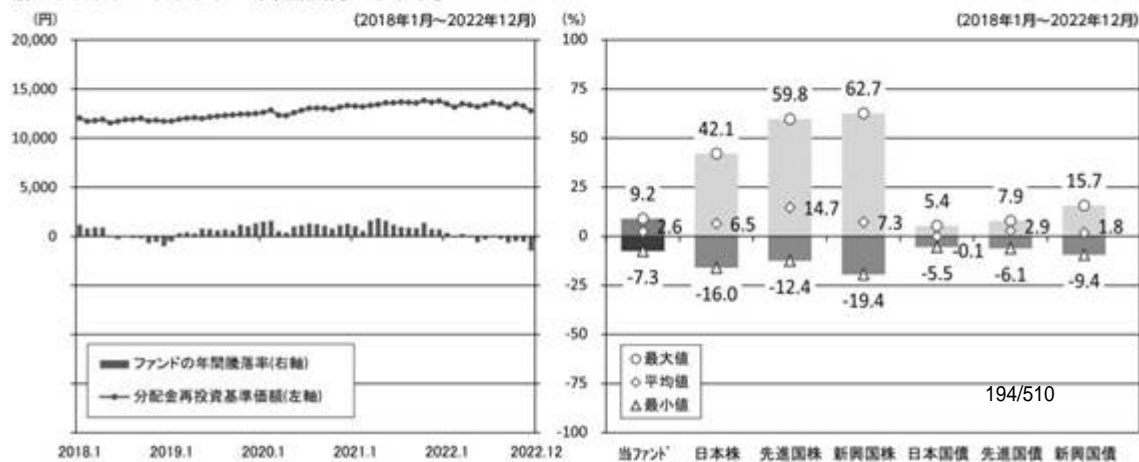 (円)
(2018年1月～2022年12月)
20,000
15,000
10,000
5,000
0
ファンドの年間騰落率(右軸)
分配金再投資基準価額(左軸)
2018.1 2019.1 2020.1 2021.1 2022.1 2022.12
(%)
(2018年1月～2022年12月)
100
75
50
25
0
-25
-50
-75
-100
9.2 42.1 59.8 62.7 5.4 7.9 15.7
2.6 6.5 14.7 7.3 -0.1 2.9 1.8
-7.3 -16.0 -12.4 -19.4 -5.5 -6.1 -9.4
最大値
平均値
最小値
194/510
当ファンド 日本株 先進国株 新興国株 日本国債 先進国債 新興国債